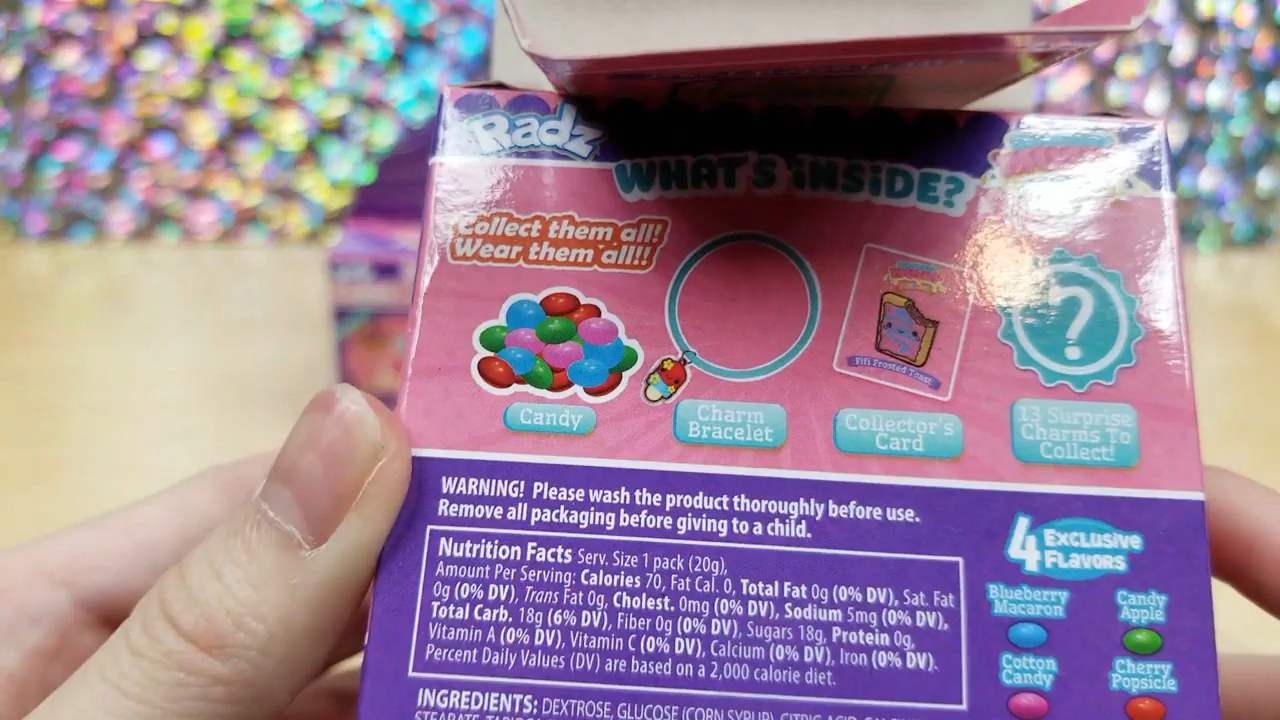 Radz
WHAT'S INSIDE?
Collect them all!
Wear them all!!
Fifi Frosted Toast
Candy
Charm
Bracelet
Collector's
Card
13 Surprise
Charms To
Collect!
WARNING! Please wash the product thoroughly before use.
Remove all packaging before giving to a child.
Nutrition Facts Serv. Size 1 pack (20g),
Amount Per Serving: Calories 70, Fat Cal. 0, Total Fat 0g (0% DV), Sat. Fat
0g (0% DV), Trans Fat 0g, Cholest. 0mg (0% DV), Sodium 5mg (0% DV),
Total Carb. 18g (6% DV), Fiber 0g (0% DV), Sugars 18g, Protein 0g,
Vitamin A (0% DV), Vitamin C (0% DV), Calcium (0% DV), Iron (0% DV).
Percent Daily Values (DV) are based on a 2,000 calorie diet.
4 Exclusive
Flavors
Blueberry
Macaron
Candy
Apple
Cotton
Candy
Cherry
Popsicle
INGREDIENTS: DEXTROSE, GLUCOSE (CORN SYRUP), CITRIC ACID,